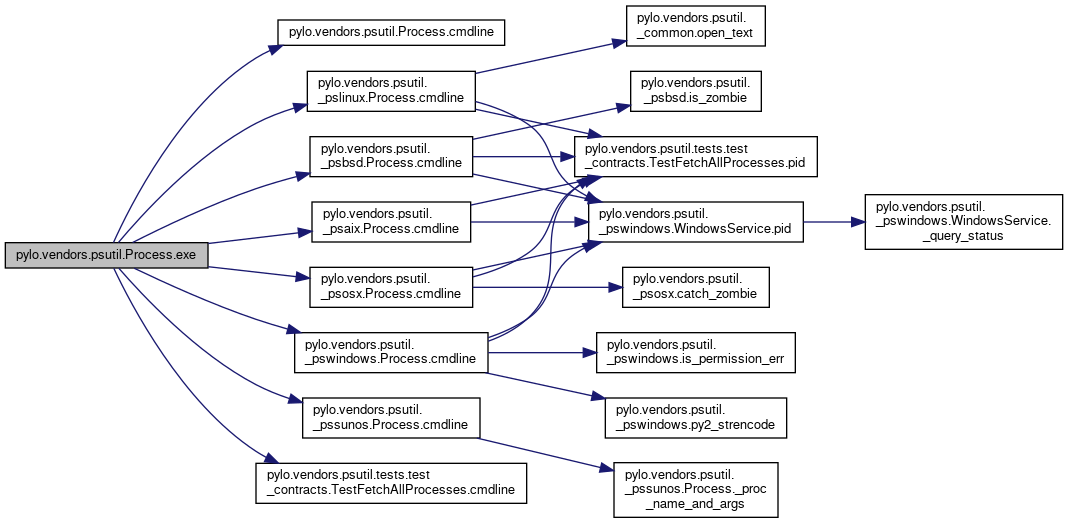 pylo.vendors.psutil.Process.exe
pylo.vendors.psutil.Process.cmdline
pylo.vendors.psutil.
_pslinux.Process.cmdline
pylo.vendors.psutil.
_psbsd.Process.cmdline
pylo.vendors.psutil.
_psaix.Process.cmdline
pylo.vendors.psutil.
_psosx.Process.cmdline
pylo.vendors.psutil.
_pswindows.Process.cmdline
pylo.vendors.psutil.
_pssunos.Process.cmdline
pylo.vendors.psutil.tests.test
_contracts.TestFetchAllProcesses.cmdline
pylo.vendors.psutil.
_common.open_text
pylo.vendors.psutil.
_psbsd.is_zombie
pylo.vendors.psutil.tests.test
_contracts.TestFetchAllProcesses.pid
pylo.vendors.psutil.
_pswindows.WindowsService.pid
pylo.vendors.psutil.
_psosx.catch_zombie
pylo.vendors.psutil.
_pswindows.is_permission_err
pylo.vendors.psutil.
_pswindows.py2_strencode
pylo.vendors.psutil.
_pssunos.Process._proc
_name_and_args
pylo.vendors.psutil.
_pswindows.WindowsService.
_query_status